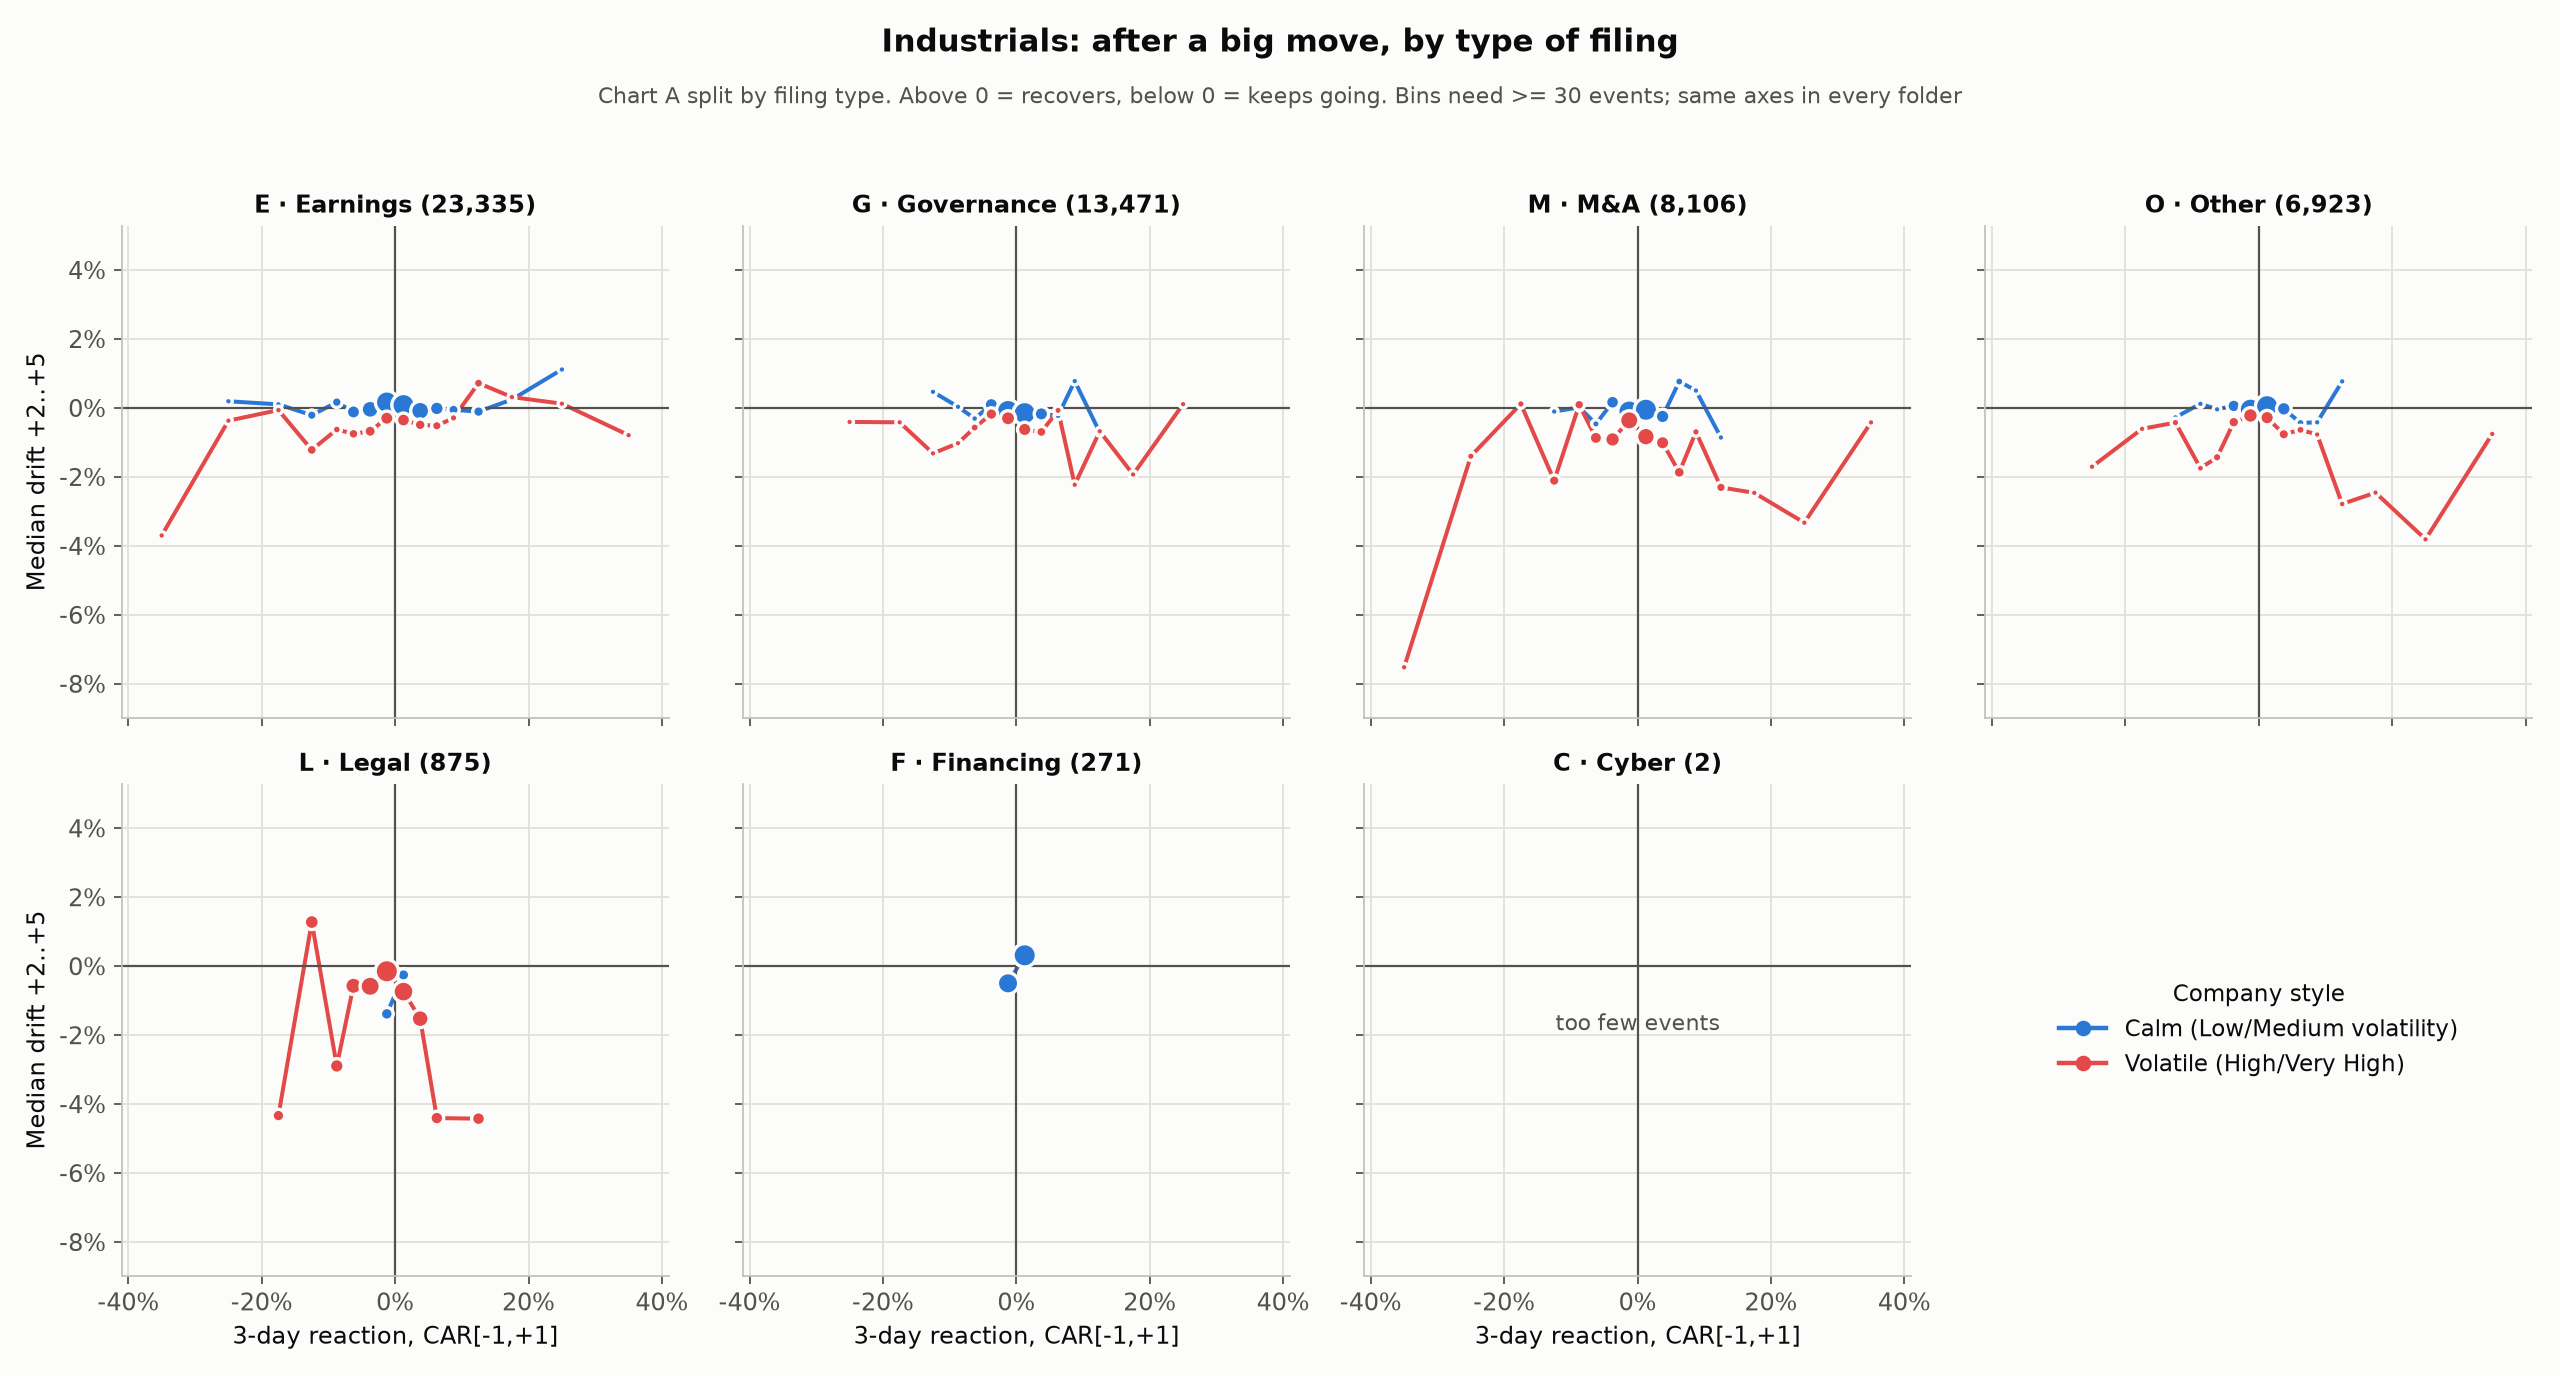 Industrials: after a big move, by type of filing
Chart A split by filing type. Above 0 = recovers, below 0 = keeps going. Bins need >= 30 events; same axes in every folder
E · Earnings (23,335)
G · Governance (13,471)
M · M&A (8,106)
O · Other (6,923)
Median drift +2..+5
4%
2%
0%
-2%
-4%
-6%
-8%
L · Legal (875)
F · Financing (271)
C · Cyber (2)
Median drift +2..+5
4%
2%
0%
-2%
-4%
-6%
-8%
too few events
Company style
Calm (Low/Medium volatility)
Volatile (High/Very High)
-40% -20% 0% 20% 40%
-40% -20% 0% 20% 40%
-40% -20% 0% 20% 40%
3-day reaction, CAR[-1,+1]
3-day reaction, CAR[-1,+1]
3-day reaction, CAR[-1,+1]